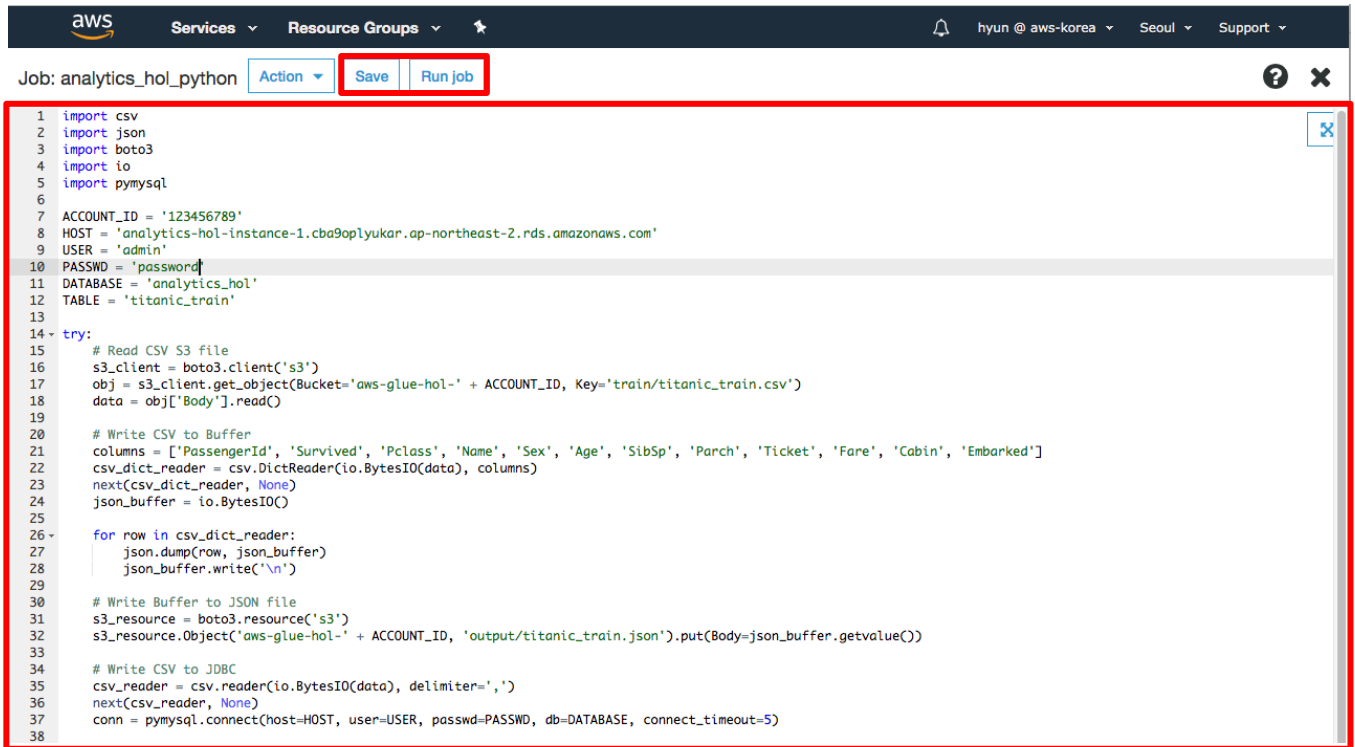 aws Services Resource Groups hyun @ aws-korea Seoul Support
Job: analytics_hol_python Action Save Run job
1 import csv
2 import json
3 import boto3
4 import io
5 import pymysql
6
7 ACCOUNT_ID = '123456789'
8 HOST = 'analytics-hol-instance-1.cba9oplyukar.ap-northeast-2.rds.amazonaws.com'
9 USER = 'admin'
10 PASSWD = 'password'
11 DATABASE = 'analytics_hol'
12 TABLE = 'titanic_train'
13
14 try:
15     # Read CSV S3 file
16     s3_client = boto3.client('s3')
17     obj = s3_client.get_object(Bucket='aws-glue-hol-' + ACCOUNT_ID, Key='train/titanic_train.csv')
18     data = obj['Body'].read()
19
20     # Write CSV to Buffer
21     columns = ['PassengerId', 'Survived', 'Pclass', 'Name', 'Sex', 'Age', 'SibSp', 'Parch', 'Ticket', 'Fare', 'Cabin', 'Embarked']
22     csv_dict_reader = csv.DictReader(io.BytesIO(data), columns)
23     next(csv_dict_reader, None)
24     json_buffer = io.BytesIO()
25
26     for row in csv_dict_reader:
27         json.dump(row, json_buffer)
28         json_buffer.write('\n')
29
30     # Write Buffer to JSON file
31     s3_resource = boto3.resource('s3')
32     s3_resource.Object('aws-glue-hol-' + ACCOUNT_ID, 'output/titanic_train.json').put(Body=json_buffer.getvalue())
33
34     # Write CSV to JDBC
35     csv_reader = csv.reader(io.BytesIO(data), delimiter=',')
36     next(csv_reader, None)
37     conn = pymysql.connect(host=HOST, user=USER, passwd=PASSWD, db=DATABASE, connect_timeout=5)
38